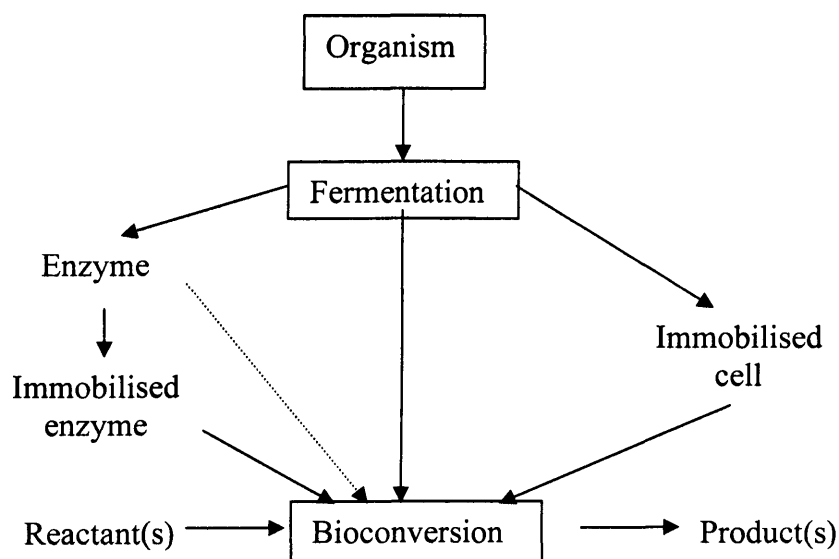 Organism
Fermentation
Enzyme
Immobilised
cell
Immobilised
enzyme
Reactant(s)
Bioconversion
Product(s)